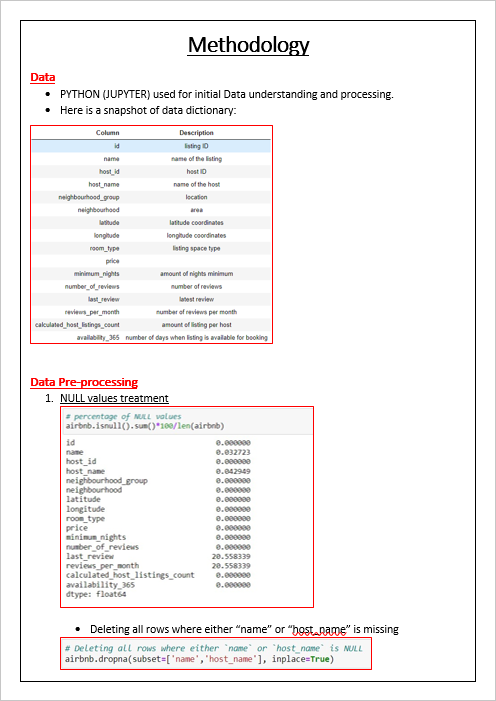 Methodology
Data
• PYTHON (JUPYTER) used for initial Data understanding and processing.
• Here is a snapshot of data dictionary:
Column Description
id listing ID
name name of the listing
host_id host ID
host_name name of the host
neighbourhood_group location
neighbourhood area
latitude latitude coordinates
longitude longitude coordinates
room_type listing space type
price
minimum_nights amount of nights minimum
number_of_reviews number of reviews
last_review latest review
reviews_per_month number of reviews per month
calculated_host_listings_count amount of listing per host
availability_365 number of days when listing is available for booking
Data Pre-processing
1. NULL values treatment
# percentage of NULL values
airbnb.isnull().sum()*100/len(airbnb)
id 0.000000
name 0.032723
host_id 0.000000
host_name 0.042949
neighbourhood_group 0.000000
neighbourhood 0.000000
latitude 0.000000
longitude 0.000000
room_type 0.000000
price 0.000000
minimum_nights 0.000000
number_of_reviews 0.000000
last_review 20.558339
reviews_per_month 20.558339
calculated_host_listings_count 0.000000
availability_365 0.000000
dtype: float64
• Deleting all rows where either “name” or “host_name” is missing
# Deleting all rows where either `name` or `host_name` is NULL
airbnb.dropna(subset=['name','host_name'], inplace=True)